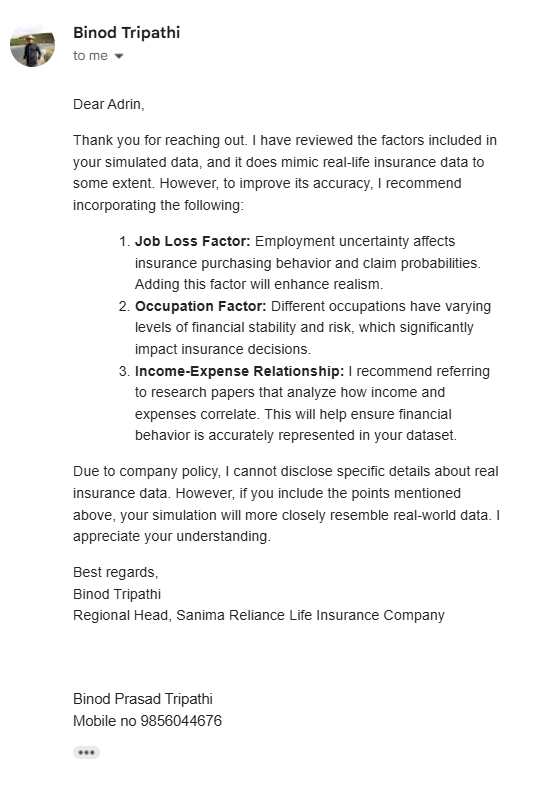 Binod Tripathi
to me
Dear Adrin,
Thank you for reaching out. I have reviewed the factors included in
your simulated data, and it does mimic real-life insurance data to
some extent. However, to improve its accuracy, I recommend
incorporating the following:
1. Job Loss Factor: Employment uncertainty affects
insurance purchasing behavior and claim probabilities.
Adding this factor will enhance realism.
2. Occupation Factor: Different occupations have varying
levels of financial stability and risk, which significantly
impact insurance decisions.
3. Income-Expense Relationship: I recommend referring
to research papers that analyze how income and
expenses correlate. This will help ensure financial
behavior is accurately represented in your dataset.
Due to company policy, I cannot disclose specific details about real
insurance data. However, if you include the points mentioned
above, your simulation will more closely resemble real-world data. I
appreciate your understanding.
Best regards,
Binod Tripathi
Regional Head, Sanima Reliance Life Insurance Company
Binod Prasad Tripathi
Mobile no 9856044676